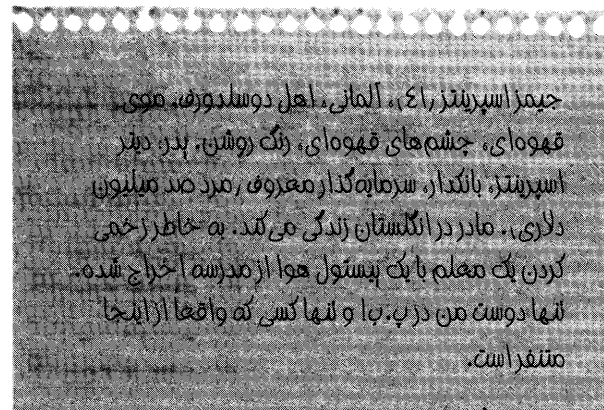 جیمز اسپرینتز (١٤)، آلمانی، اهل دوسلدورف. موی
قهوه‌ای، چشم‌های قهوه‌ای، رنگ روشن. پدر: دیتر
اسپرینتز، بانکدار، سرمایه‌گذار معروف (مرد صد میلیون
دلاری). مادر در انگلستان زندگی می‌کند. به خاطر زخمی
کردن یک معلم با یک پیستول هوا از مدرسه اخراج شده.
تنها دوست من در پ.ب! و تنها کسی که واقعا از اینجا
متنفر است.